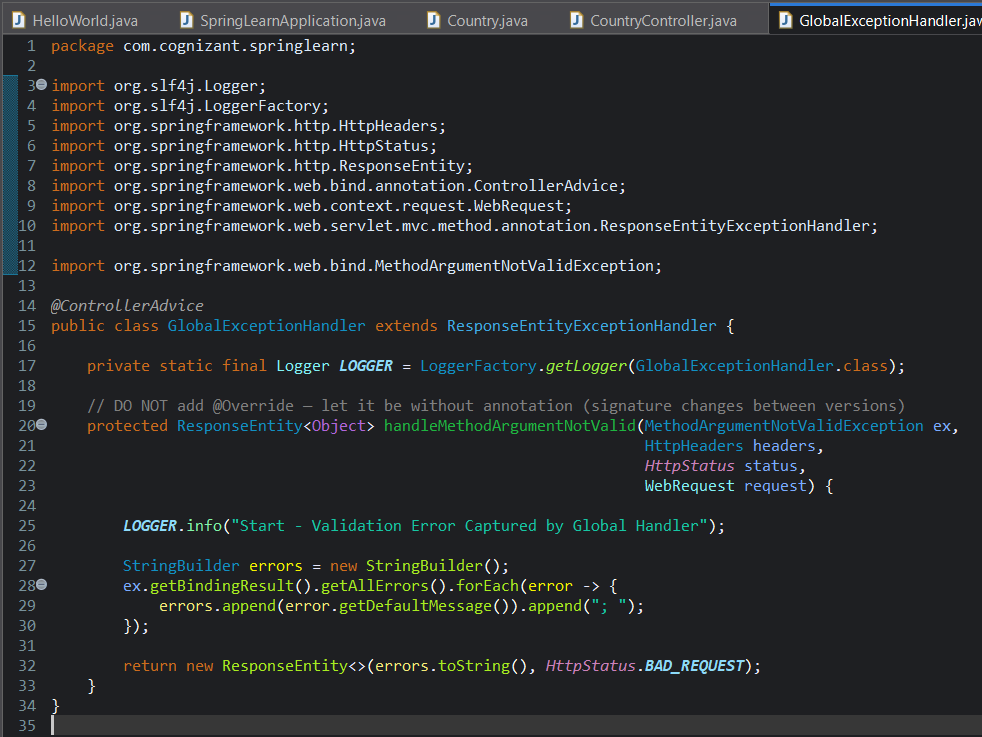 HelloWorld.java SpringLearnApplication.java Country.java CountryController.java GlobalExceptionHandler.jav
1 package com.cognizant.springlearn;
2
3 import org.slf4j.Logger;
4 import org.slf4j.LoggerFactory;
5 import org.springframework.http.HttpHeaders;
6 import org.springframework.http.HttpStatus;
7 import org.springframework.http.ResponseEntity;
8 import org.springframework.web.bind.annotation.ControllerAdvice;
9 import org.springframework.web.context.request.WebRequest;
10 import org.springframework.web.servlet.mvc.method.annotation.ResponseEntityExceptionHandler;
11
12 import org.springframework.web.bind.MethodArgumentNotValidException;
13
14 @ControllerAdvice
15 public class GlobalExceptionHandler extends ResponseEntityExceptionHandler {
16
17     private static final Logger LOGGER = LoggerFactory.getLogger(GlobalExceptionHandler.class);
18
19     // DO NOT add @Override — let it be without annotation (signature changes between versions)
20     protected ResponseEntity<Object> handleMethodArgumentNotValid(MethodArgumentNotValidException ex,
21                                                                   HttpHeaders headers,
22                                                                   HttpStatus status,
23                                                                   WebRequest request) {
24
25         LOGGER.info("Start - Validation Error Captured by Global Handler");
26
27         StringBuilder errors = new StringBuilder();
28         ex.getBindingResult().getAllErrors().forEach(error -> {
29             errors.append(error.getDefaultMessage()).append("; ");
30         });
31
32         return new ResponseEntity<>(errors.toString(), HttpStatus.BAD_REQUEST);
33     }
34 }
35